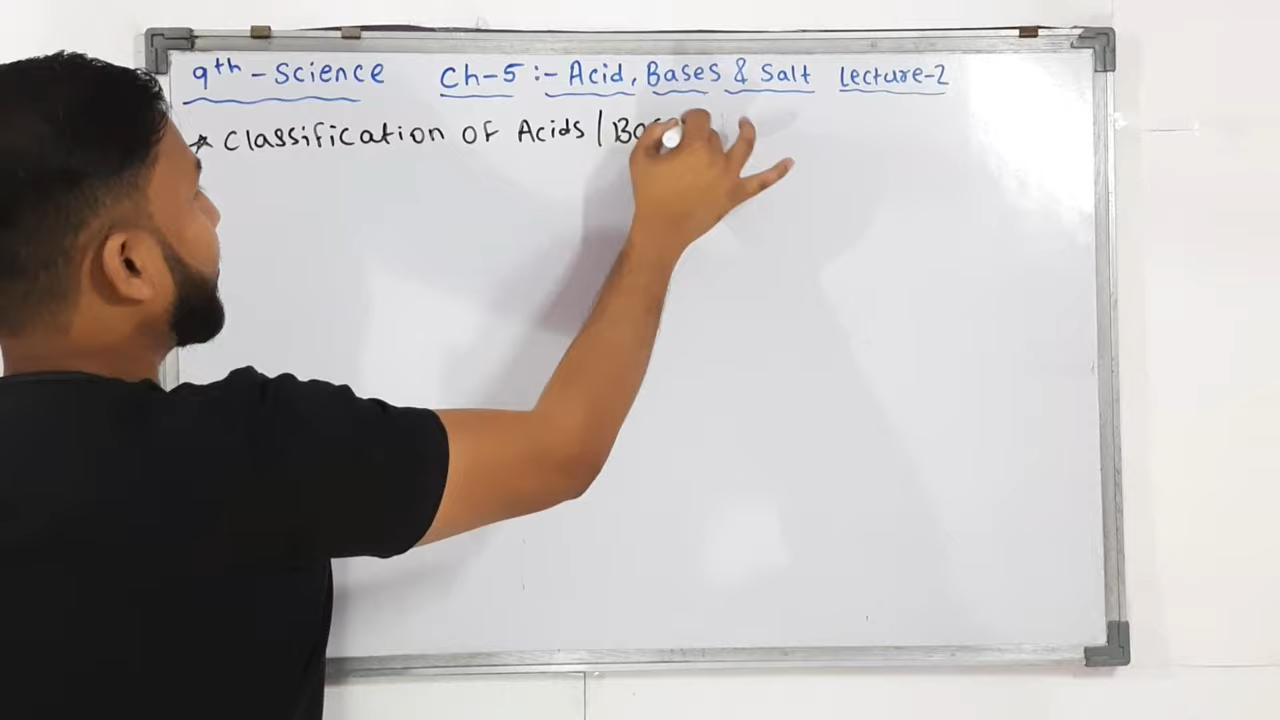 9th - Science Ch-5 :- Acid, Bases & Salt Lecture-2
* Classification of Acids /